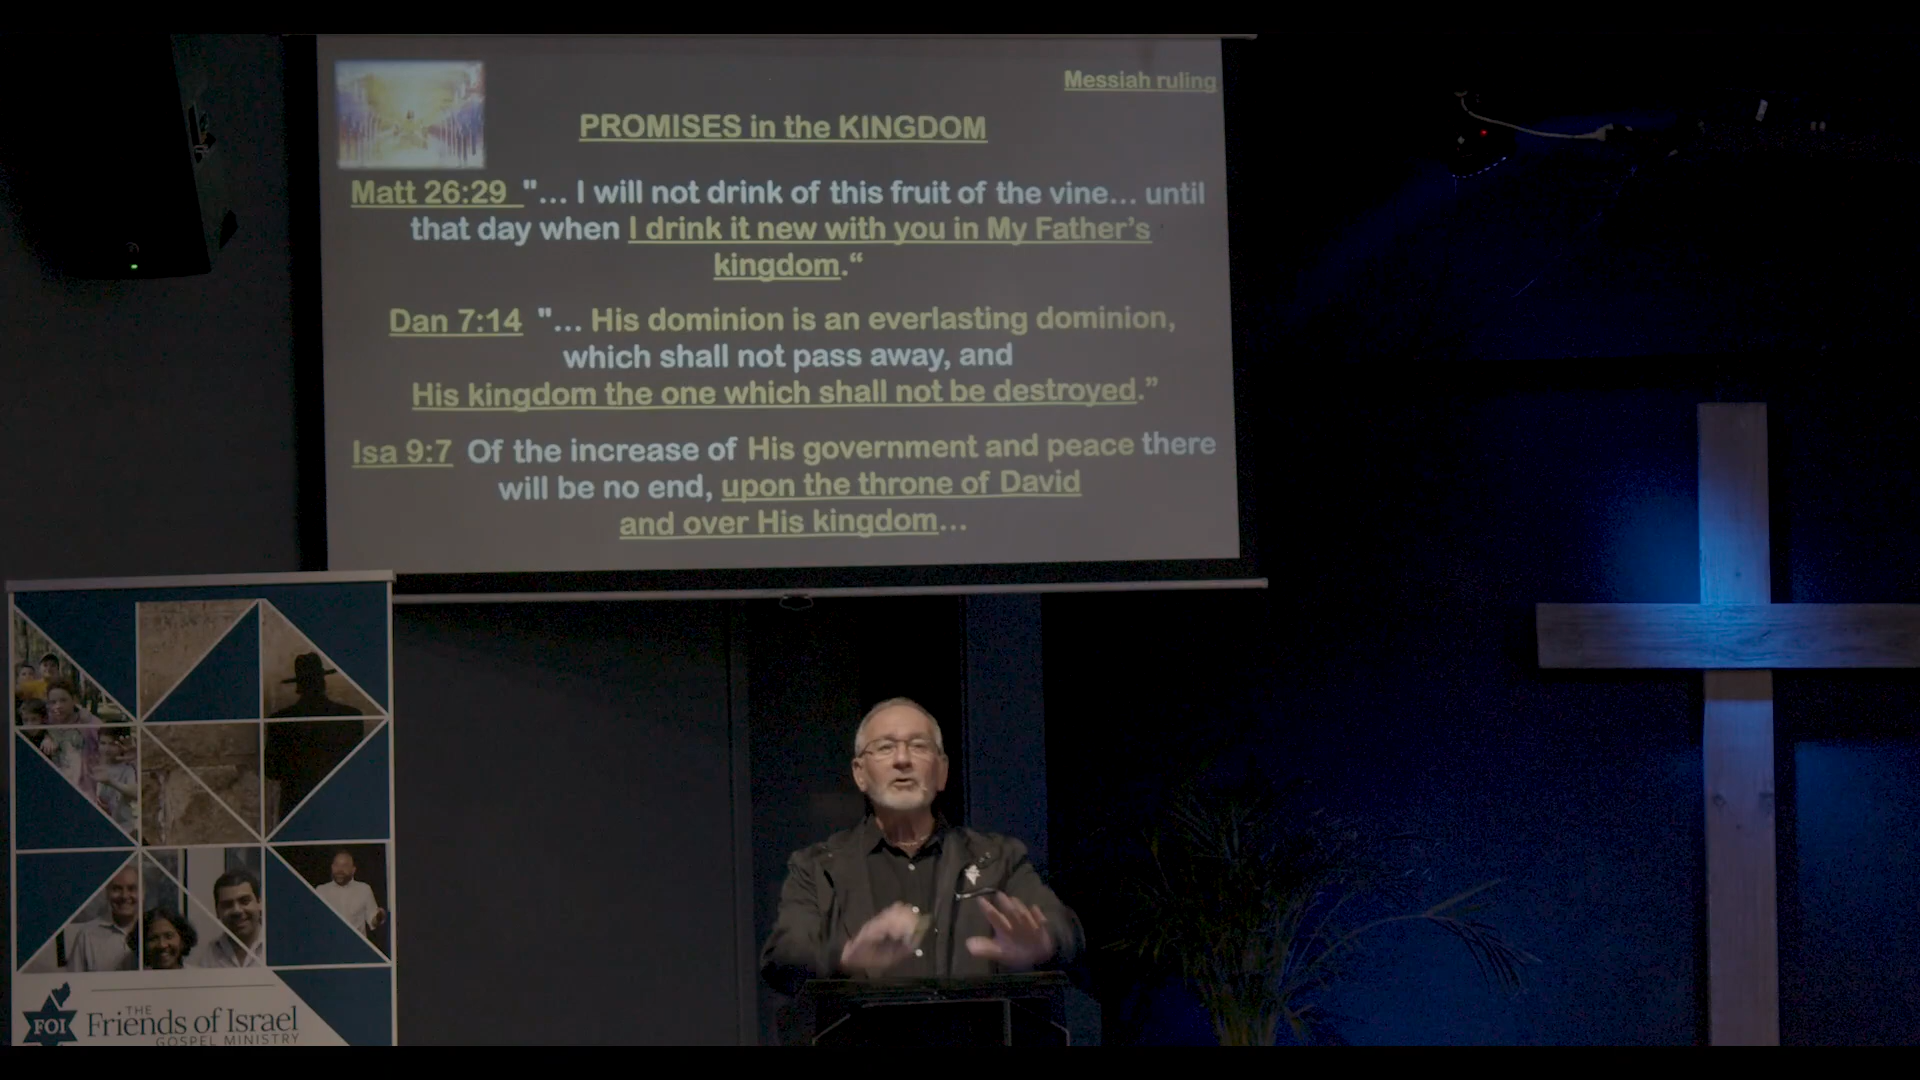 Messiah ruling
PROMISES in the KINGDOM
Matt 26:29 "... I will not drink of this fruit of the vine... until
that day when I drink it new with you in My Father’s
kingdom.“
Dan 7:14 "... His dominion is an everlasting dominion,
which shall not pass away, and
His kingdom the one which shall not be destroyed.”
Isa 9:7 Of the increase of His government and peace there
will be no end, upon the throne of David
and over His kingdom...
FOI
THE
Friends of Israel
GOSPEL MINISTRY